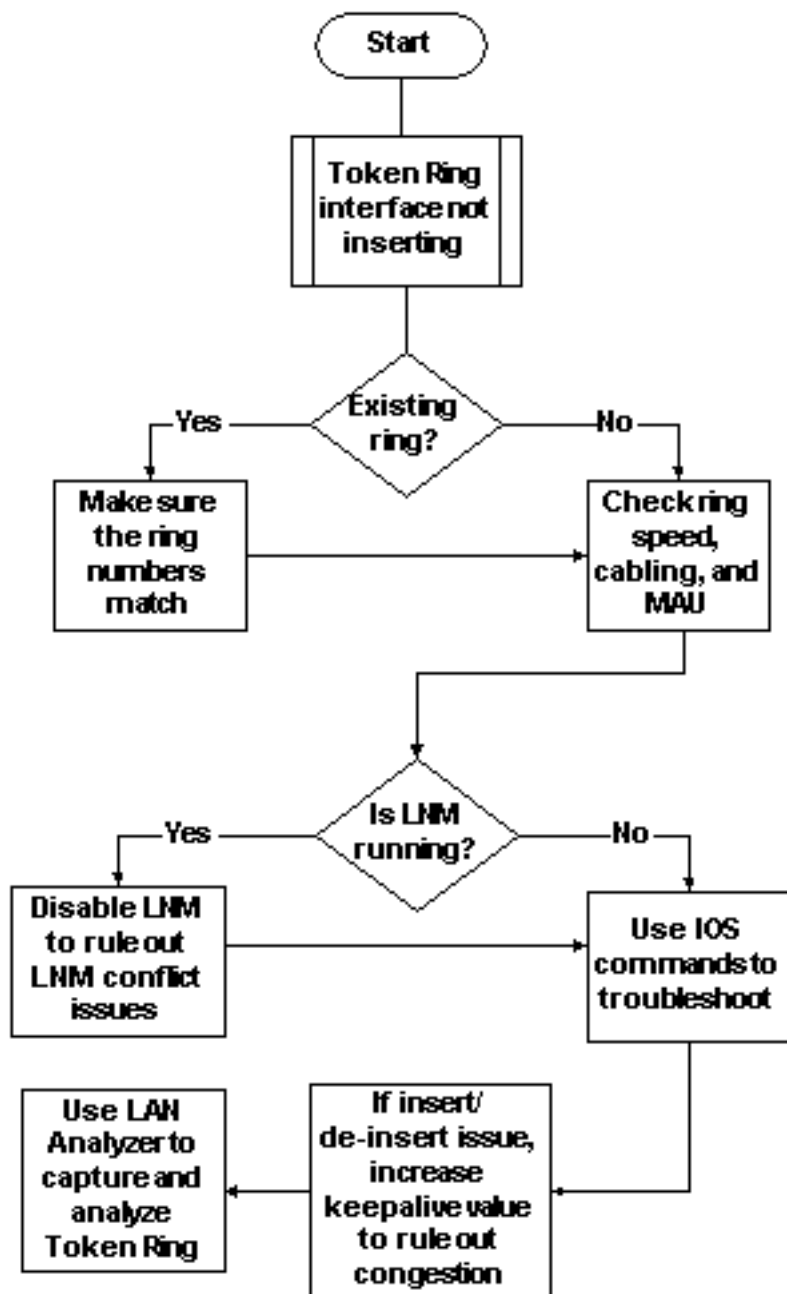 Start
Token Ring
interface not
inserting
Existing
ring?
Yes
No
Make sure
the ring
numbers
match
Check ring
speed,
cabling, and
MAU
Is LNM
running?
Yes
No
Disable LNM
to rule out
LNM conflict
issues
Use IOS
commands to
troubleshoot
If insert/
de-insert issue,
increase
keepalive value
to rule out
congestion
Use LAN
Analyzer to
capture and
analyze
Token Ring